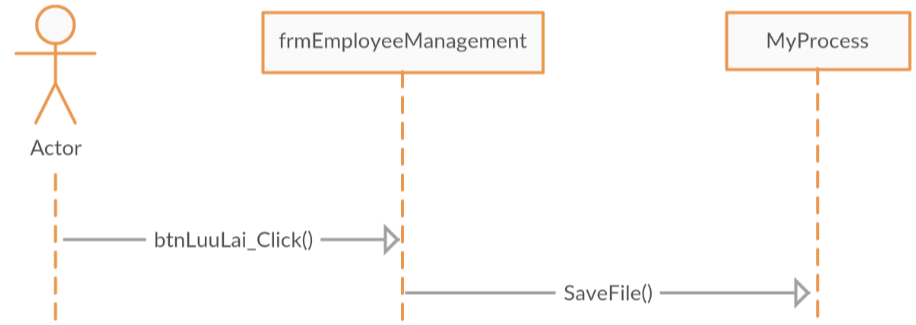 frmEmployeeManagement
MyProcess
Actor
btnLuuLai_Click()
SaveFile()